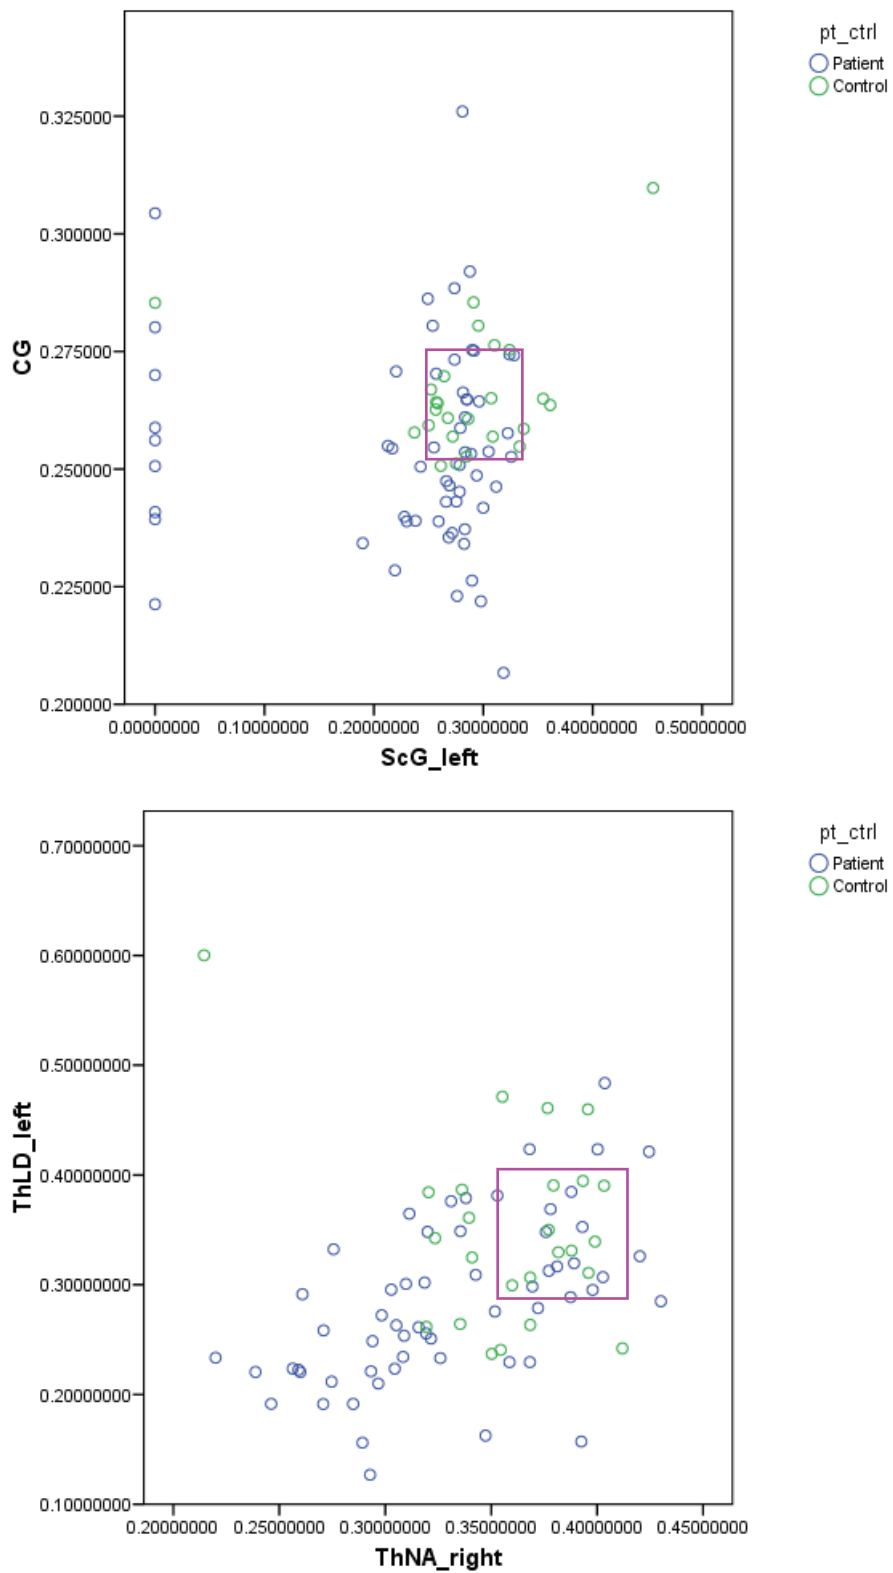 pt_ctrl
Patient
Control
0.325000
0.300000
0.275000
0.250000
0.225000
0.200000
CG
0.00000000 0.10000000 0.20000000 0.30000000 0.40000000 0.50000000
ScG_left
pt_ctrl
Patient
Control
0.70000000
0.60000000
0.50000000
0.40000000
0.30000000
0.20000000
0.10000000
ThLD_left
0.20000000 0.25000000 0.30000000 0.35000000 0.40000000 0.45000000
ThNA_right